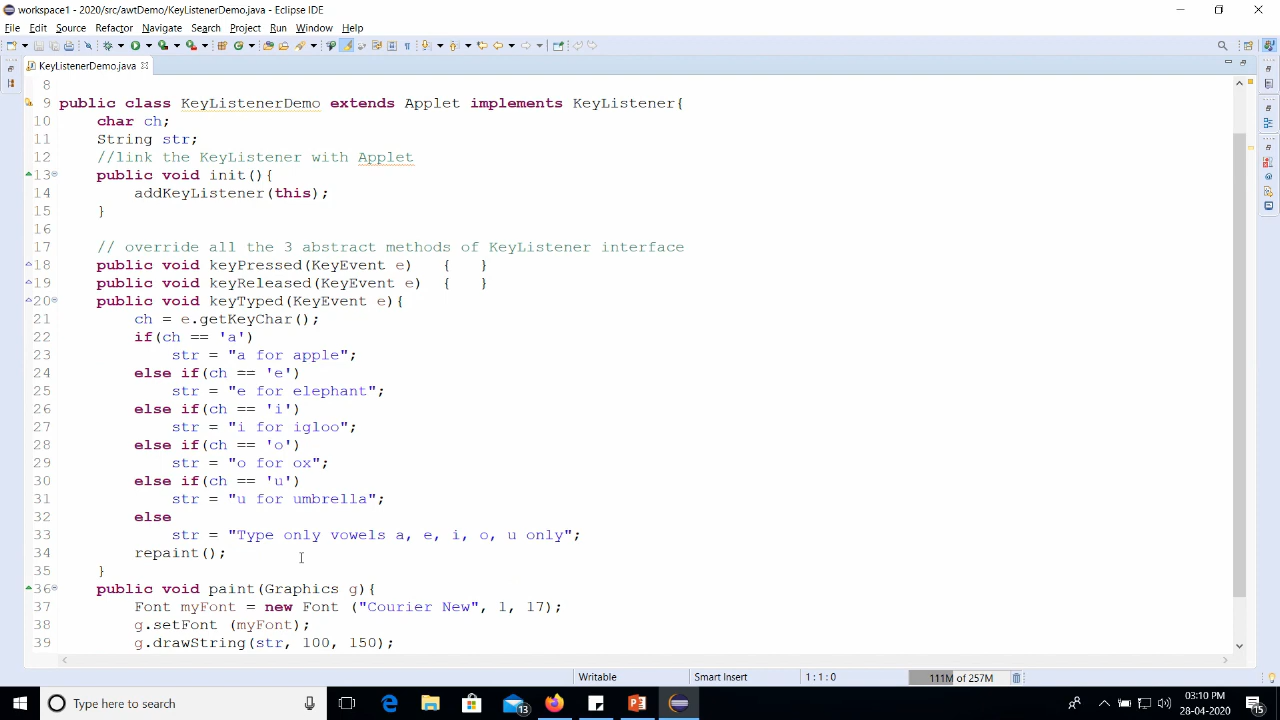 workspace1 - 2020/src/awtDemo/KeyListenerDemo.java - Eclipse IDE
File Edit Source Refactor Navigate Search Project Run Window Help
KeyListenerDemo.java
8
9 public class KeyListenerDemo extends Applet implements KeyListener{
10 char ch;
11 String str;
12 //link the KeyListener with Applet
13 public void init(){
14 addKeyListener(this);
15 }
16
17 // override all the 3 abstract methods of KeyListener interface
18 public void keyPressed(KeyEvent e) { }
19 public void keyReleased(KeyEvent e) { }
20 public void keyTyped(KeyEvent e){
21 ch = e.getKeyChar();
22 if(ch == 'a')
23 str = "a for apple";
24 else if(ch == 'e')
25 str = "e for elephant";
26 else if(ch == 'i')
27 str = "i for igloo";
28 else if(ch == 'o')
29 str = "o for ox";
30 else if(ch == 'u')
31 str = "u for umbrella";
32 else
33 str = "Type only vowels a, e, i, o, u only";
34 repaint();
35 }
36 public void paint(Graphics g){
37 Font myFont = new Font ("Courier New", 1, 17);
38 g.setFont (myFont);
39 g.drawString(str, 100, 150);
Writable Smart Insert 1 : 1 : 0 111M of 257M
Type here to search 13 03:10 PM
28-04-2020 15